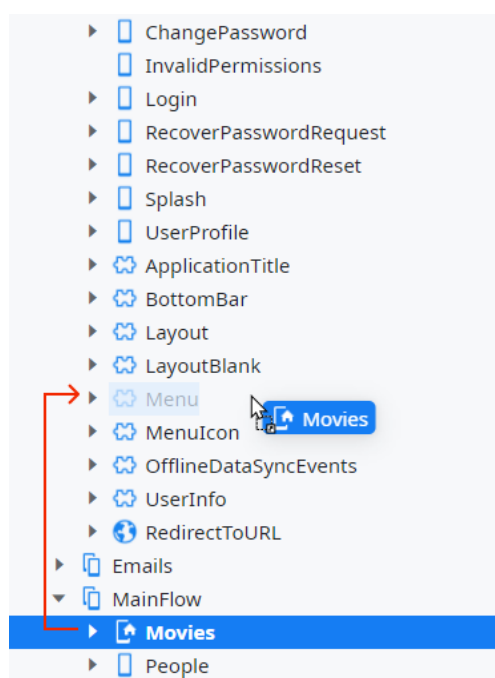 ChangePassword
InvalidPermissions
Login
RecoverPasswordRequest
RecoverPasswordReset
Splash
UserProfile
ApplicationTitle
BottomBar
Layout
LayoutBlank
Menu
Movies
MenuIcon
OfflineDataSyncEvents
UserInfo
RedirectToURL
Emails
MainFlow
Movies
People